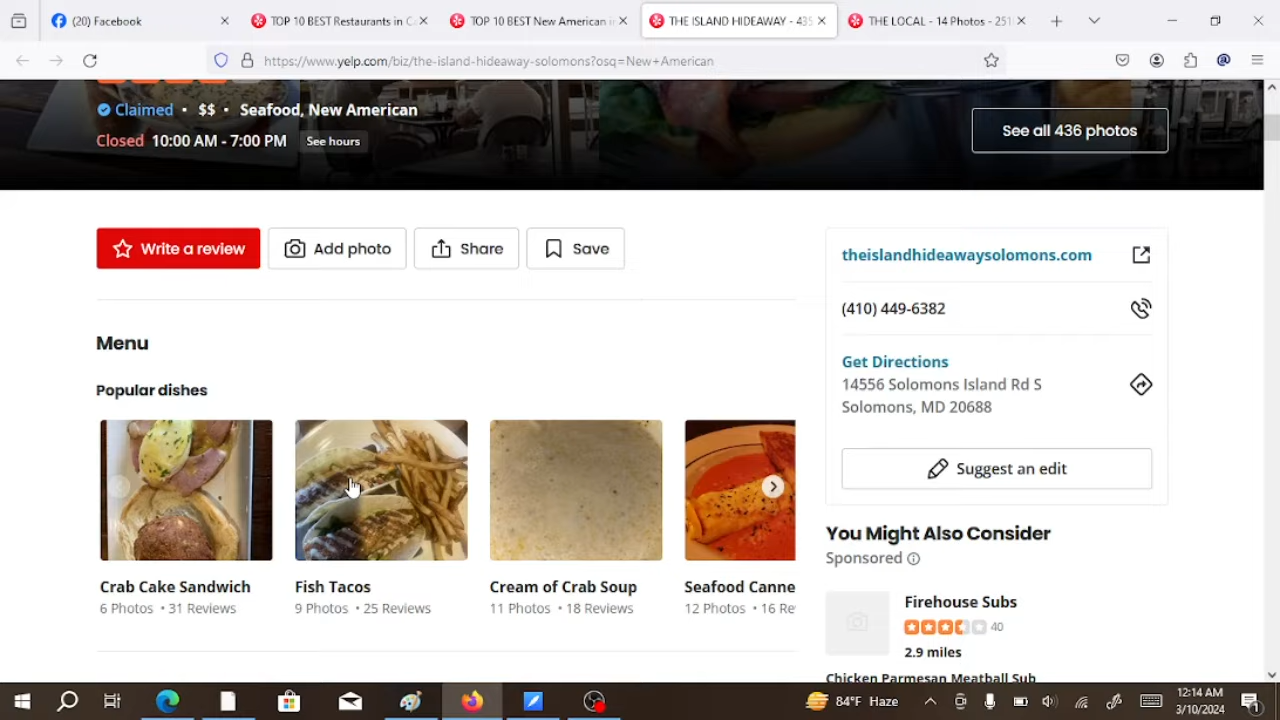 (20) Facebook
TOP 10 BEST Restaurants in C
TOP 10 BEST New American i
THE ISLAND HIDEAWAY - 435
THE LOCAL - 14 Photos - 251
https://www.yelp.com/biz/the-island-hideaway-solomons?osq=New+American
Claimed • $$ • Seafood, New American
Closed 10:00 AM - 7:00 PM See hours
See all 436 photos
Write a review
Add photo
Share
Save
Menu
Popular dishes
Crab Cake Sandwich
6 Photos • 31 Reviews
Fish Tacos
9 Photos • 25 Reviews
Cream of Crab Soup
11 Photos • 18 Reviews
Seafood Canne
12 Photos • 16 Re
theislandhideawaysolomons.com
(410) 449-6382
Get Directions
14556 Solomons Island Rd S
Solomons, MD 20688
Suggest an edit
You Might Also Consider
Sponsored
Firehouse Subs
40
2.9 miles
Chicken Parmesan Meatball Sub
84°F Haze
12:14 AM
3/10/2024
1